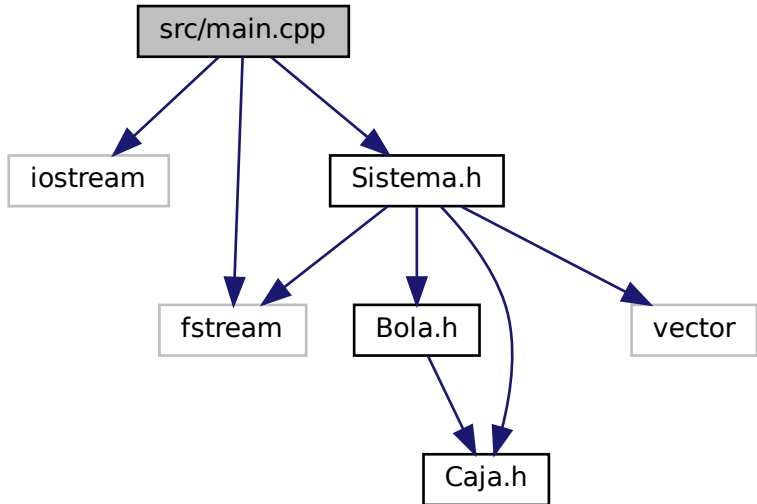 src/main.cpp
iostream
Sistema.h
fstream
Bola.h
vector
Caja.h